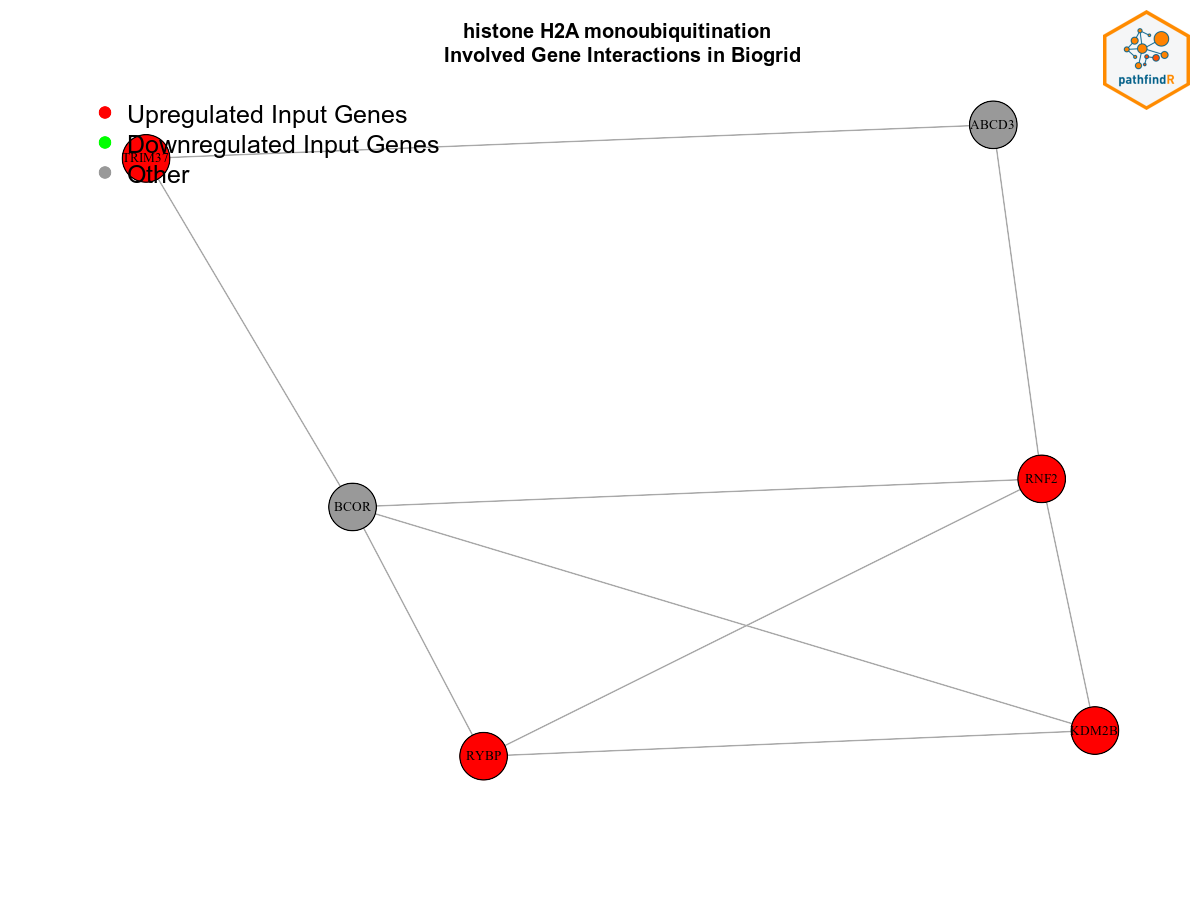 histone H2A monoubiquitination
Involved Gene Interactions in Biogrid
pathfindR
Upregulated Input Genes
Downregulated Input Genes
Other
TRIM37
ABCD3
BCOR
RNF2
RYBP
KDM2B